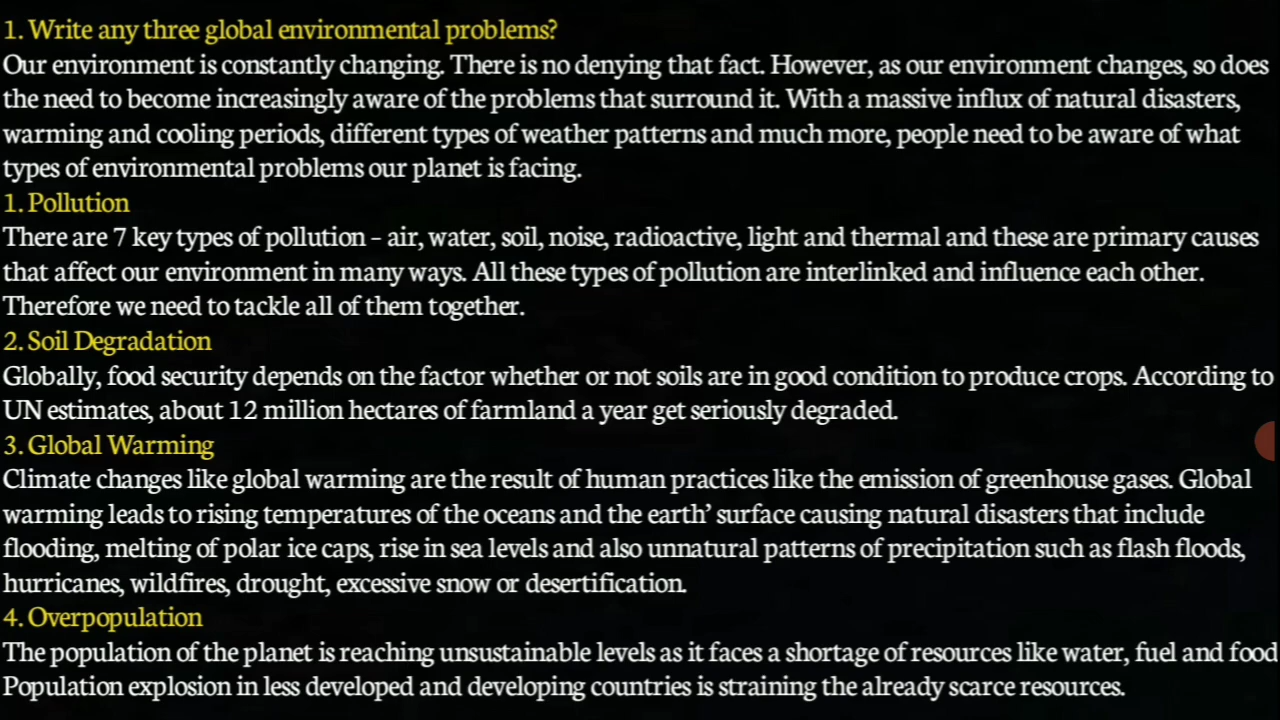 1. Write any three global environmental problems?
Our environment is constantly changing. There is no denying that fact. However, as our environment changes, so does
the need to become increasingly aware of the problems that surround it. With a massive influx of natural disasters,
warming and cooling periods, different types of weather patterns and much more, people need to be aware of what
types of environmental problems our planet is facing.
1. Pollution
There are 7 key types of pollution – air, water, soil, noise, radioactive, light and thermal and these are primary causes
that affect our environment in many ways. All these types of pollution are interlinked and influence each other.
Therefore we need to tackle all of them together.
2. Soil Degradation
Globally, food security depends on the factor whether or not soils are in good condition to produce crops. According to
UN estimates, about 12 million hectares of farmland a year get seriously degraded.
3. Global Warming
Climate changes like global warming are the result of human practices like the emission of greenhouse gases. Global
warming leads to rising temperatures of the oceans and the earth’ surface causing natural disasters that include
flooding, melting of polar ice caps, rise in sea levels and also unnatural patterns of precipitation such as flash floods,
hurricanes, wildfires, drought, excessive snow or desertification.
4. Overpopulation
The population of the planet is reaching unsustainable levels as it faces a shortage of resources like water, fuel and food
Population explosion in less developed and developing countries is straining the already scarce resources.